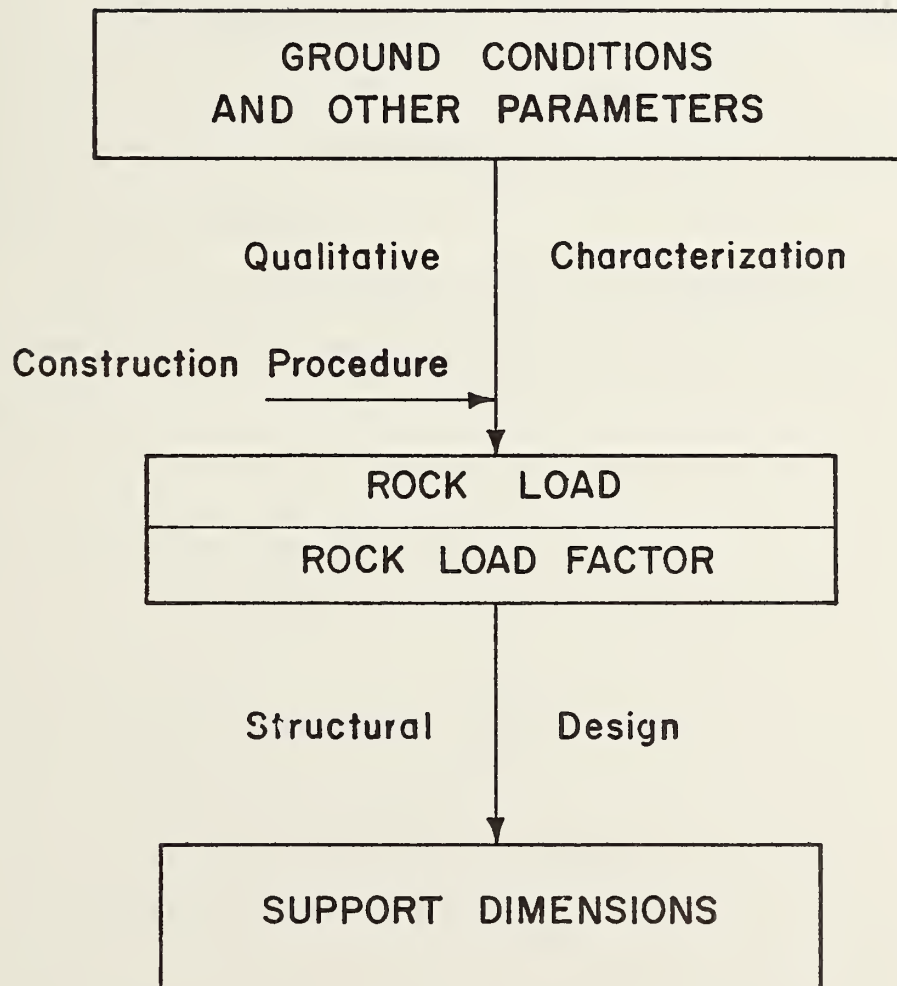 GROUND CONDITIONS
AND OTHER PARAMETERS
Qualitative Characterization
Construction Procedure
ROCK LOAD
ROCK LOAD FACTOR
Structural Design
SUPPORT DIMENSIONS